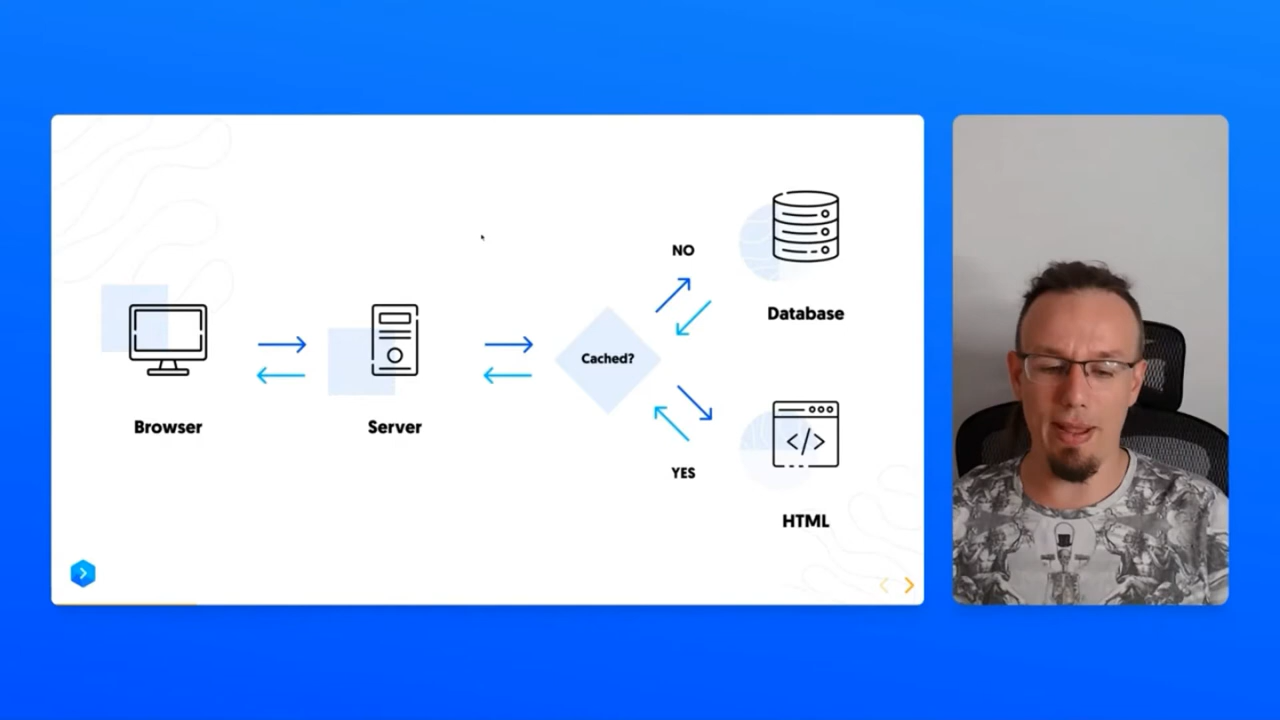 NO
Database
Cached?
Browser
Server
YES
</>
HTML